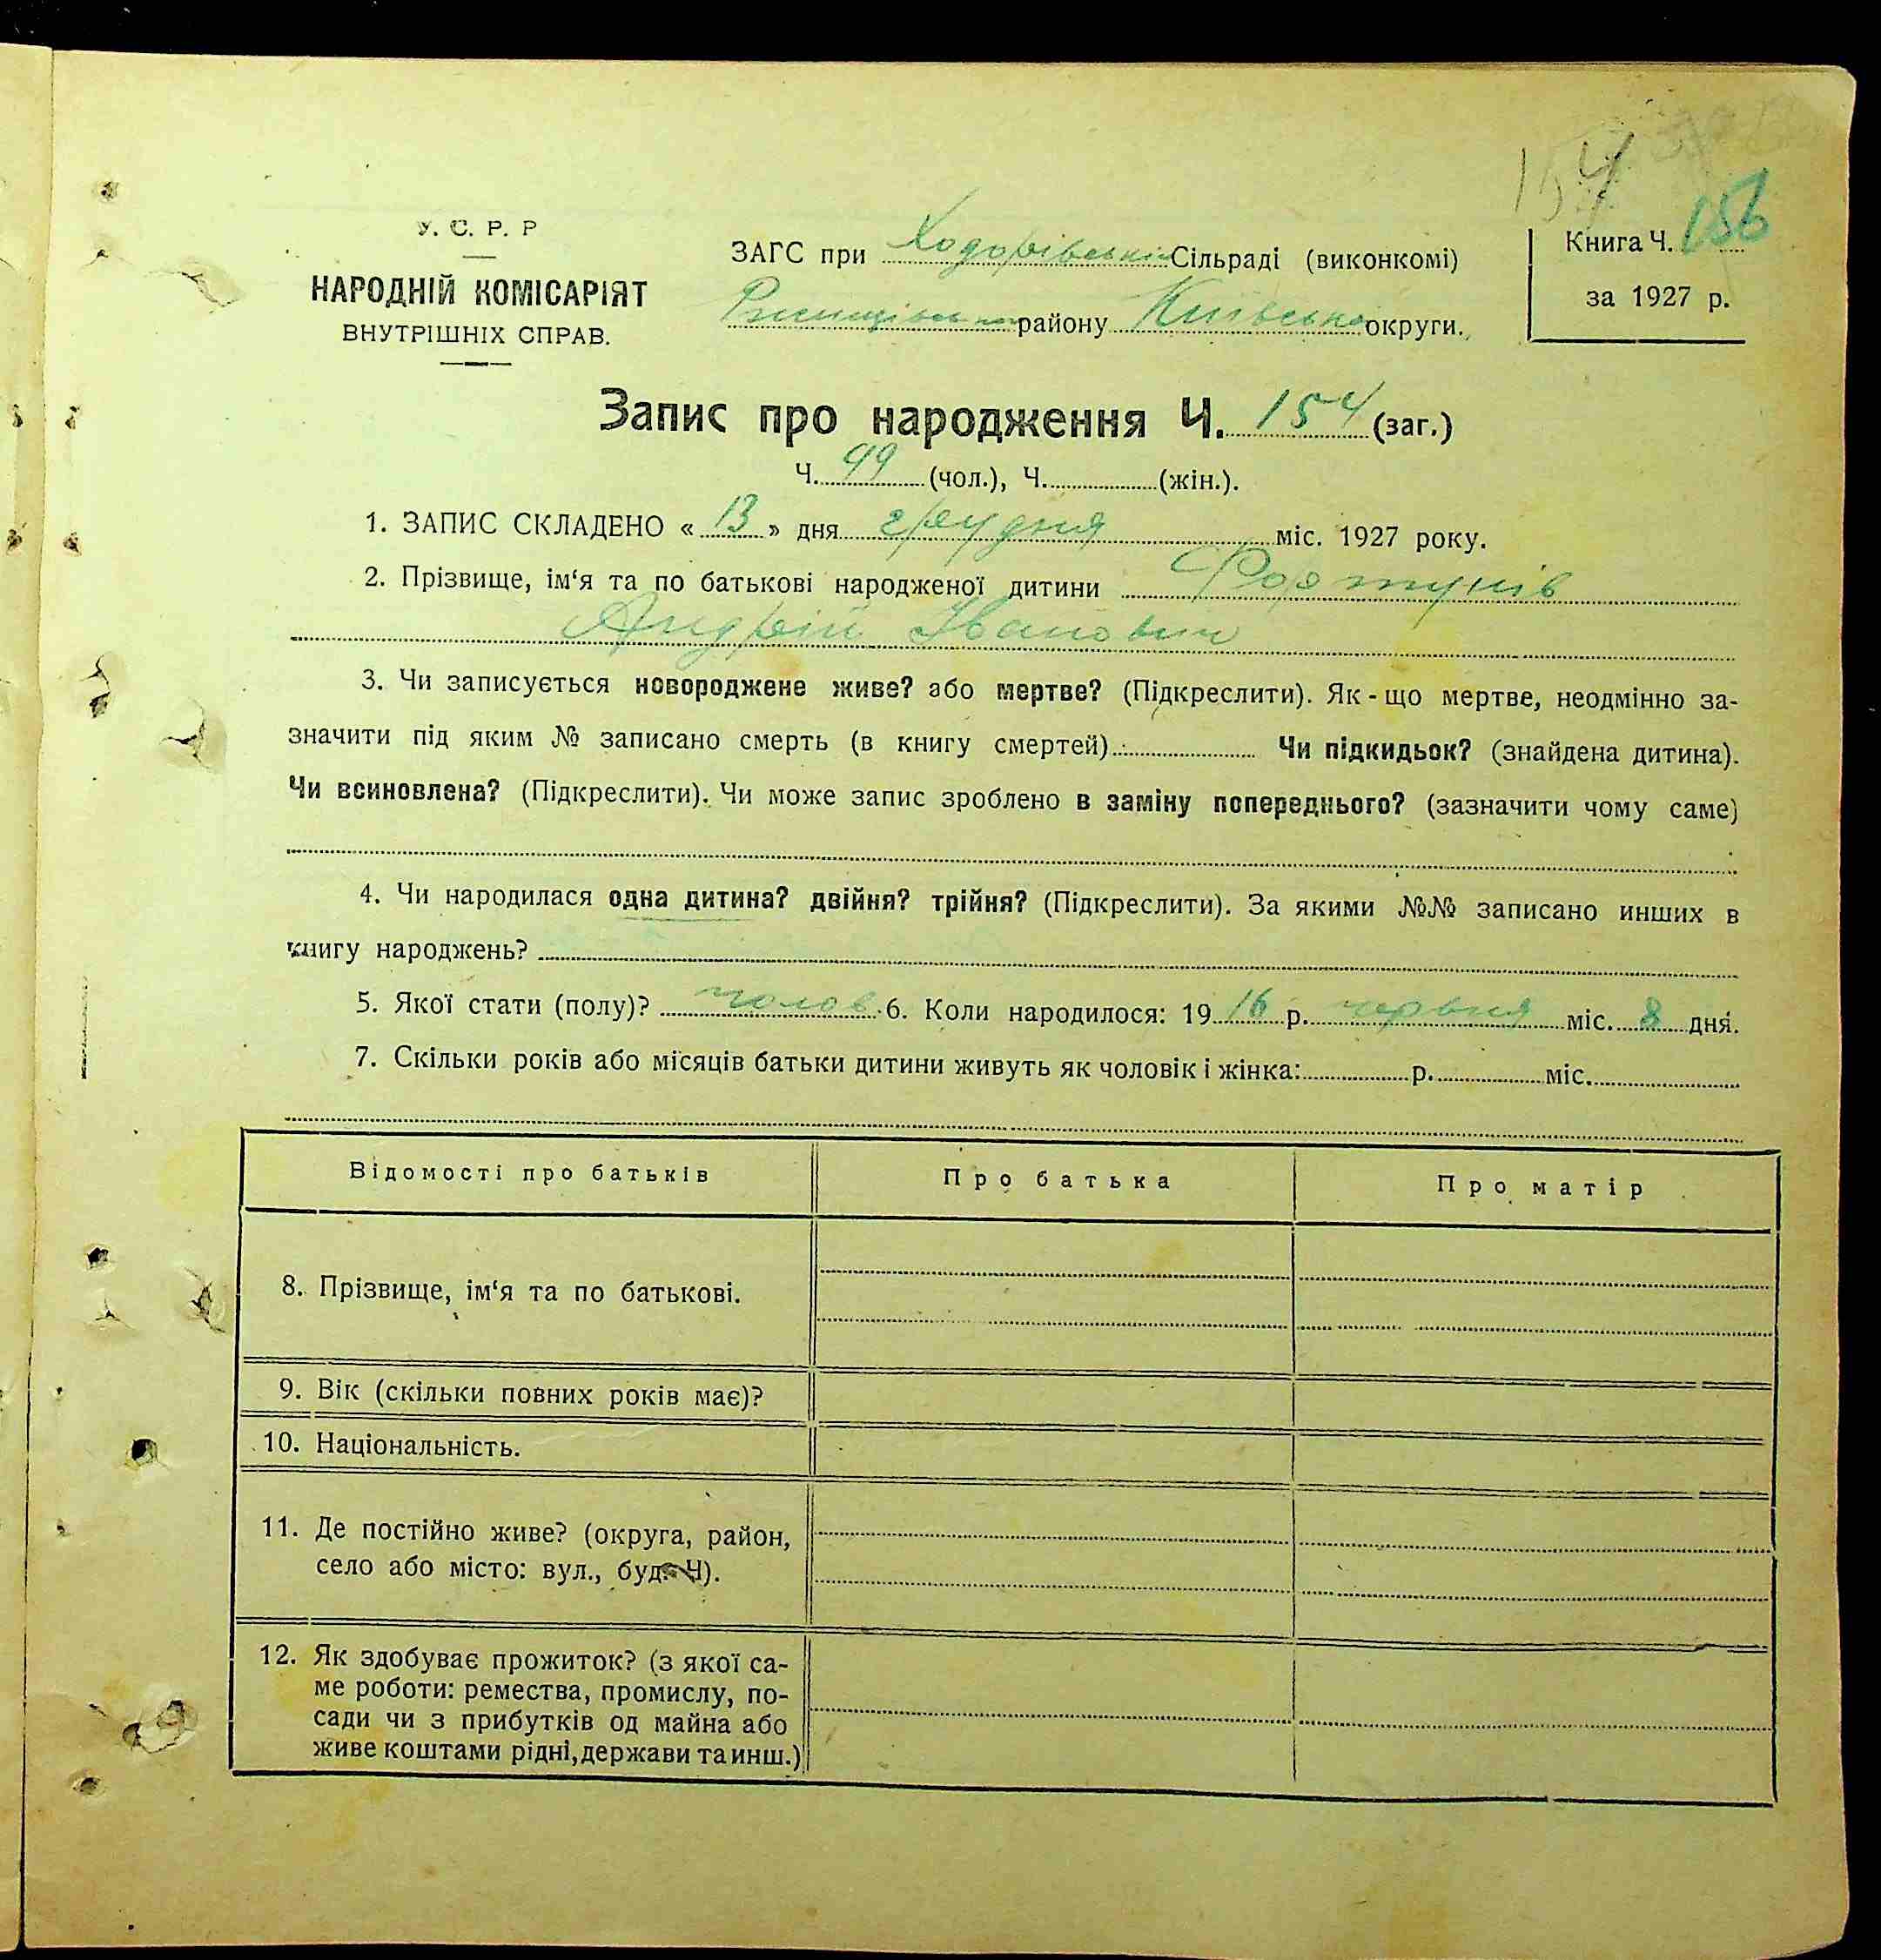 154
У. С. Р. Р
НАРОДНІЙ КОМІСАРІЯТ
ВНУТРІШНІХ СПРАВ.
ЗАГС при Ходорівській Сільраді (виконкомі)
Ржищівського району Київсько округи.
Книга Ч. 156
за 1927 р.
Запис про народження Ч. 154 (заг.)
Ч. 99 (чол.), Ч. (жін.).
1. ЗАПИС СКЛАДЕНО « 13 » дня грудня міс. 1927 року.
2. Прізвище, ім‘я та по батькові народженої дитини Фортунів
Андрій Іванович
3. Чи записується новороджене живе? або мертве? (Підкреслити). Як-що мертве, неодмінно за-
значити під яким № записано смерть (в книгу смертей) Чи підкидьок? (знайдена дитина).
Чи всиновлена? (Підкреслити). Чи може запис зроблено в заміну попереднього? (зазначити чому саме)
4. Чи народилася одна дитина? двійня? трійня? (Підкреслити). За якими №№ записано инших в
книгу народжень?
5. Якої стати (полу)? чолов 6. Коли народилося: 1916 р. червня міс. 8 дня.
7. Скільки років або місяців батьки дитини живуть як чоловік і жінка: р. міс.
Відомості про батьків Про батька Про матір
8. Прізвище, ім‘я та по батькові.
9. Вік (скільки повних років має)?
10. Національність.
11. Де постійно живе? (округа, район,
село або місто: вул., буд. Ч).
12. Як здобуває прожиток? (з якої са-
ме роботи: ремества, промислу, по-
сади чи з прибутків од майна або
живе коштами рідні, держави та инш.)